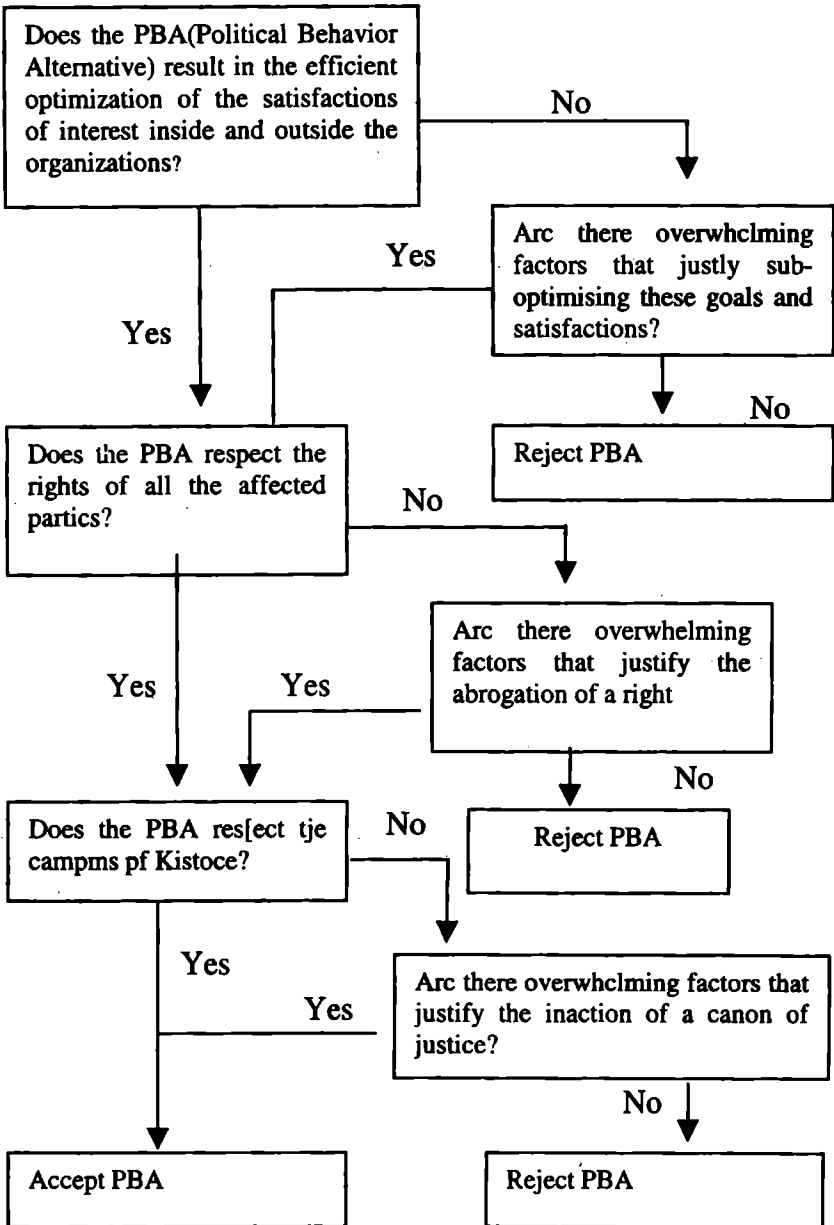 Does the PBA(Political Behavior
Alternative) result in the efficient
optimization of the satisfactions
of interest inside and outside the
organizations?
No
Yes
Arc there overwhclming
factors that justly sub-
optimising these goals and
satisfactions?
Yes
No
Reject PBA
Does the PBA respect the
rights of all the affected
partics?
No
Arc there overwhelming
factors that justify the
abrogation of a right
Yes
Yes
No
Reject PBA
Does the PBA res[ect tje
campms pf Kistoce?
No
Yes
Arc there overwhclming factors that
justify the inaction of a canon of
justice?
Yes
No
Accept PBA
Reject PBA